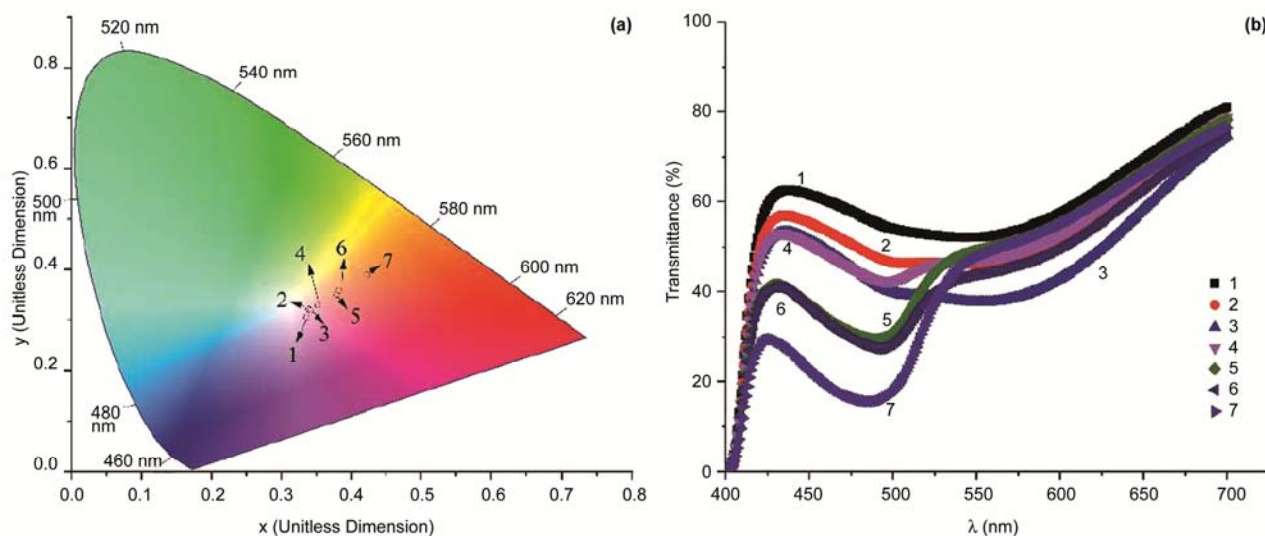 (a)
520 nm
0.8
540 nm
560 nm
0.6
500
nm
580 nm
6
4
7
0.4
600 nm
2
5
620 nm
3
1
0.2
480
nm
460 nm
0.0
0.0 0.1 0.2 0.3 0.4 0.5 0.6 0.7 0.8
x (Unitless Dimension)
y (Unitless Dimension)
(b)
100
80
60
40
20
0
1
2
4
3
5
6
7
1
2
3
4
5
6
7
400 450 500 550 600 650 700
λ (nm)
Transmittance (%)